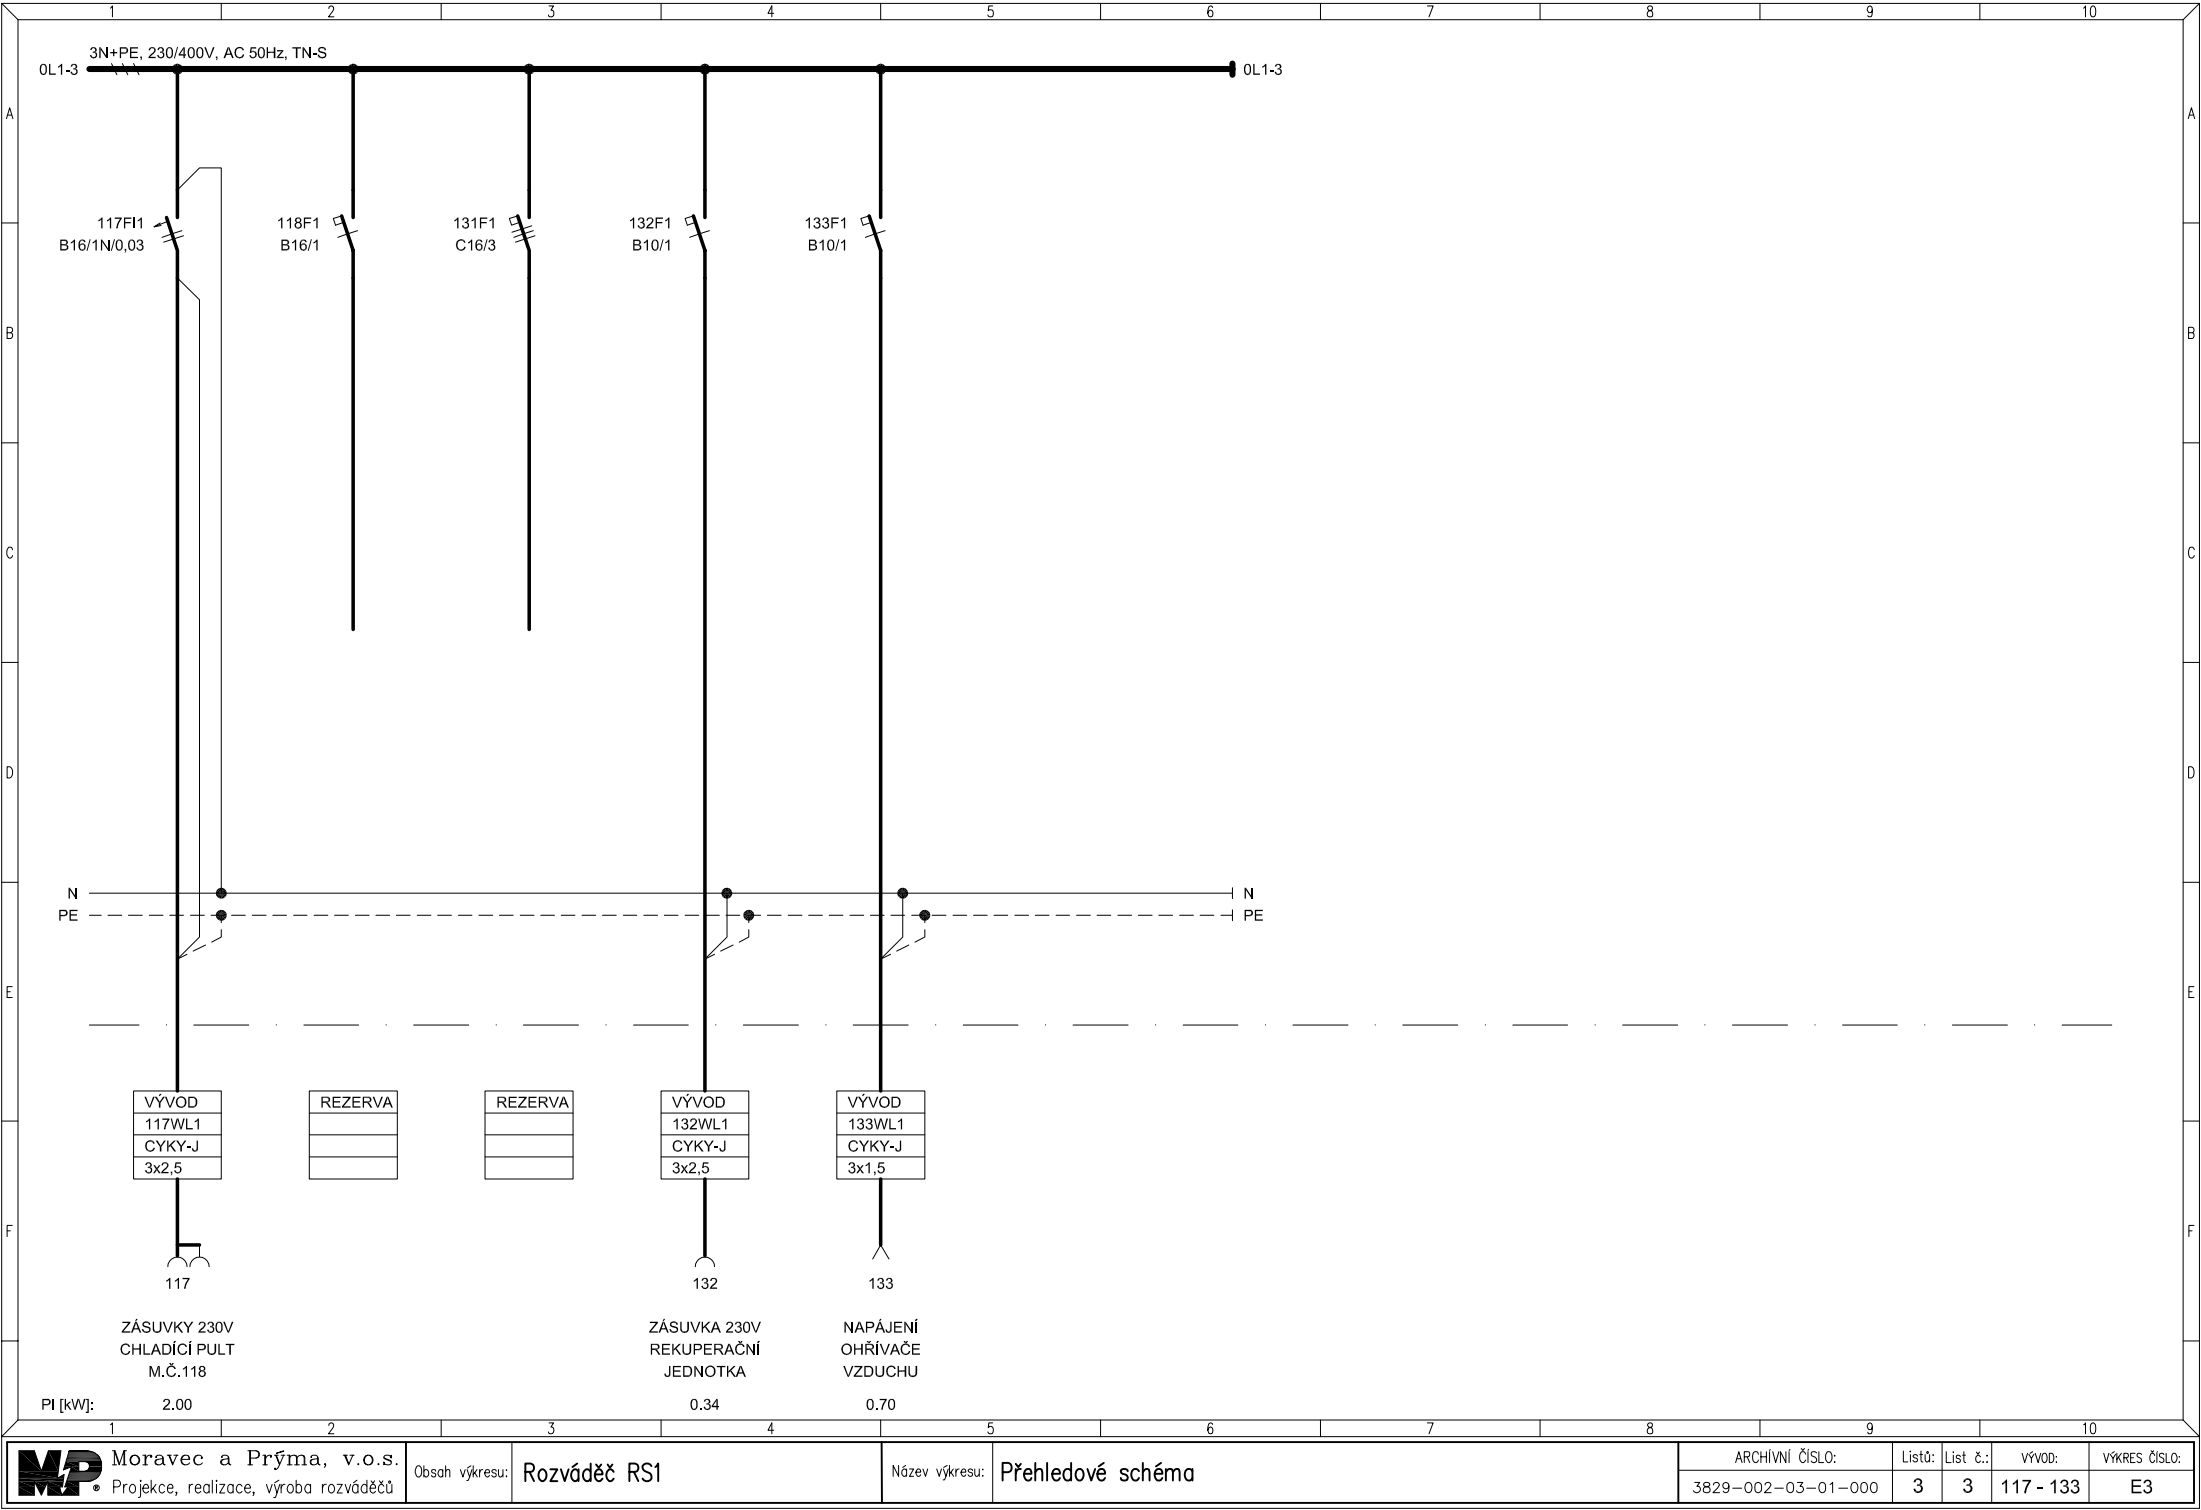 1 2 3 4 5 6 7 8 9 10
3N+PE, 230/400V, AC 50Hz, TN-S
0L1-3 0L1-3
A A
117FI1 118F1 131F1 132F1 133F1
B16/1N/0,03 B16/1 C16/3 B10/1 B10/1
B B
C C
D D
N N
PE PE
E E
VÝVOD REZERVA REZERVA VÝVOD VÝVOD
117WL1 132WL1 133WL1
CYKY-J CYKY-J CYKY-J
3x2,5 3x2,5 3x1,5
F F
117 132 133
ZÁSUVKY 230V ZÁSUVKA 230V NAPÁJENÍ
CHLADÍCÍ PULT REKUPERAČNÍ OHŘÍVAČE
M.Č.118 JEDNOTKA VZDUCHU
PI [kW]: 2.00 0.34 0.70
1 2 3 4 5 6 7 8 9 10
MP Moravec a Prýma, v.o.s.
® Projekce, realizace, výroba rozváděčů
Obsah výkresu: Rozváděč RS1
Název výkresu: Přehledové schéma
ARCHÍVNÍ ČÍSLO: Listů: List č.: VÝVOD: VÝKRES ČÍSLO:
3829-002-03-01-000 3 3 117 - 133 E3